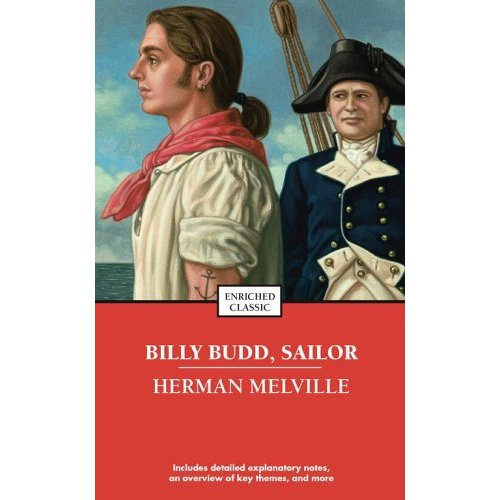 ENRICHED
CLASSIC
BILLY BUDD, SAILOR
HERMAN MELVILLE
Includes detailed explanatory notes,
an overview of key themes, and more